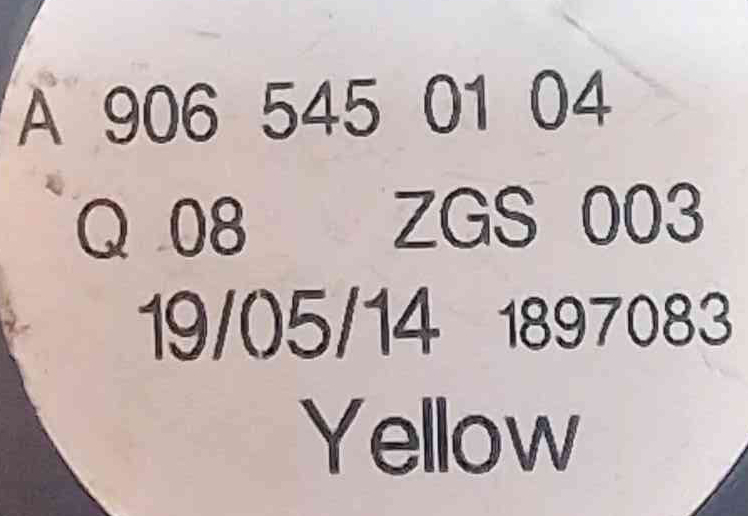 A 906 545 01 04
Q 08 ZGS 003
19/05/14 1897083
Yellow